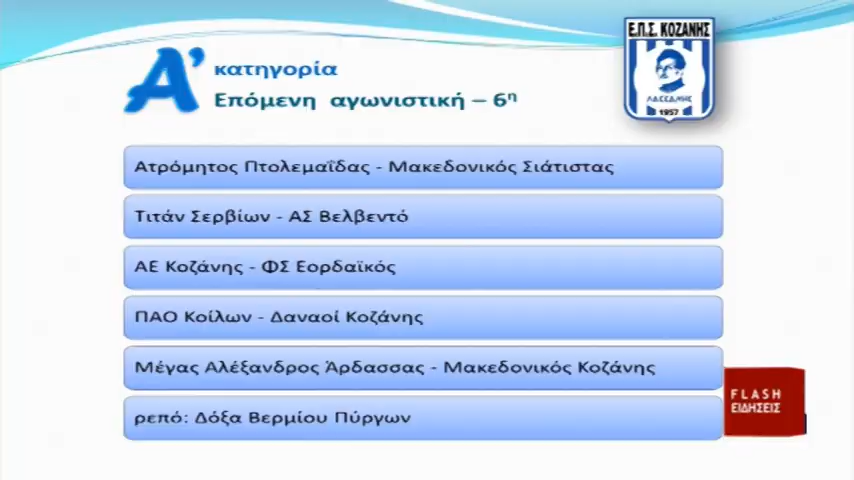 Α’ κατηγορία
Επόμενη αγωνιστική – 6η
Ε.Π.Σ. ΚΟΖΑΝΗΣ
ΛΑΣΣΑΝΗΣ
1957
Ατρόμητος Πτολεμαΐδας - Μακεδονικός Σιάτιστας
Τιτάν Σερβίων - ΑΣ Βελβεντό
ΑΕ Κοζάνης - ΦΣ Εορδαϊκός
ΠΑΟ Κοίλων - Δαναοί Κοζάνης
Μέγας Αλέξανδρος Άρδασσας - Μακεδονικός Κοζάνης
ρεπό: Δόξα Βερμίου Πύργων
FLASH
ΕΙΔΗΣΕΙΣ